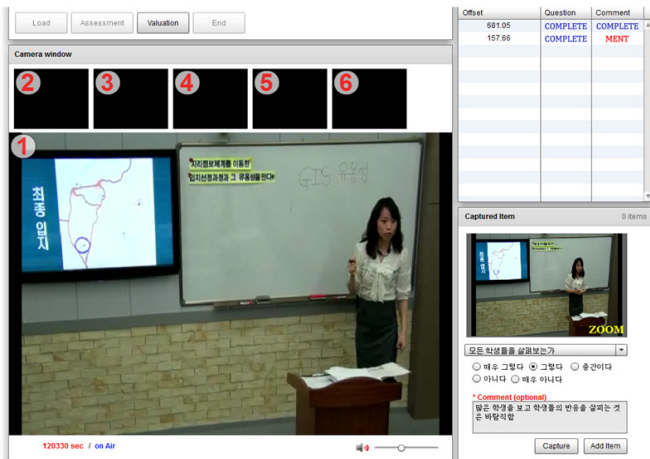 Load Assessment Valuation End
Camera window
2 3 4 5 6
1
최종 입지
지리정보체계를 이용한
입지선정과정과 그 유용성을 안다
GIS 유용성
120330 sec / on Air
Offset Question Comment
681.05 COMPLETE COMPLETE
157.66 COMPLETE MENT
Captured Item 0 items
ZOOM
모든 학생들을 살펴보는가
매우 그렇다 그렇다 중간이다
아니다 매우 아니다
* Comment (optional)
많은 학생을 보고 학생들의 반응을 살피는 것
은 바람직함
Capture Add Item